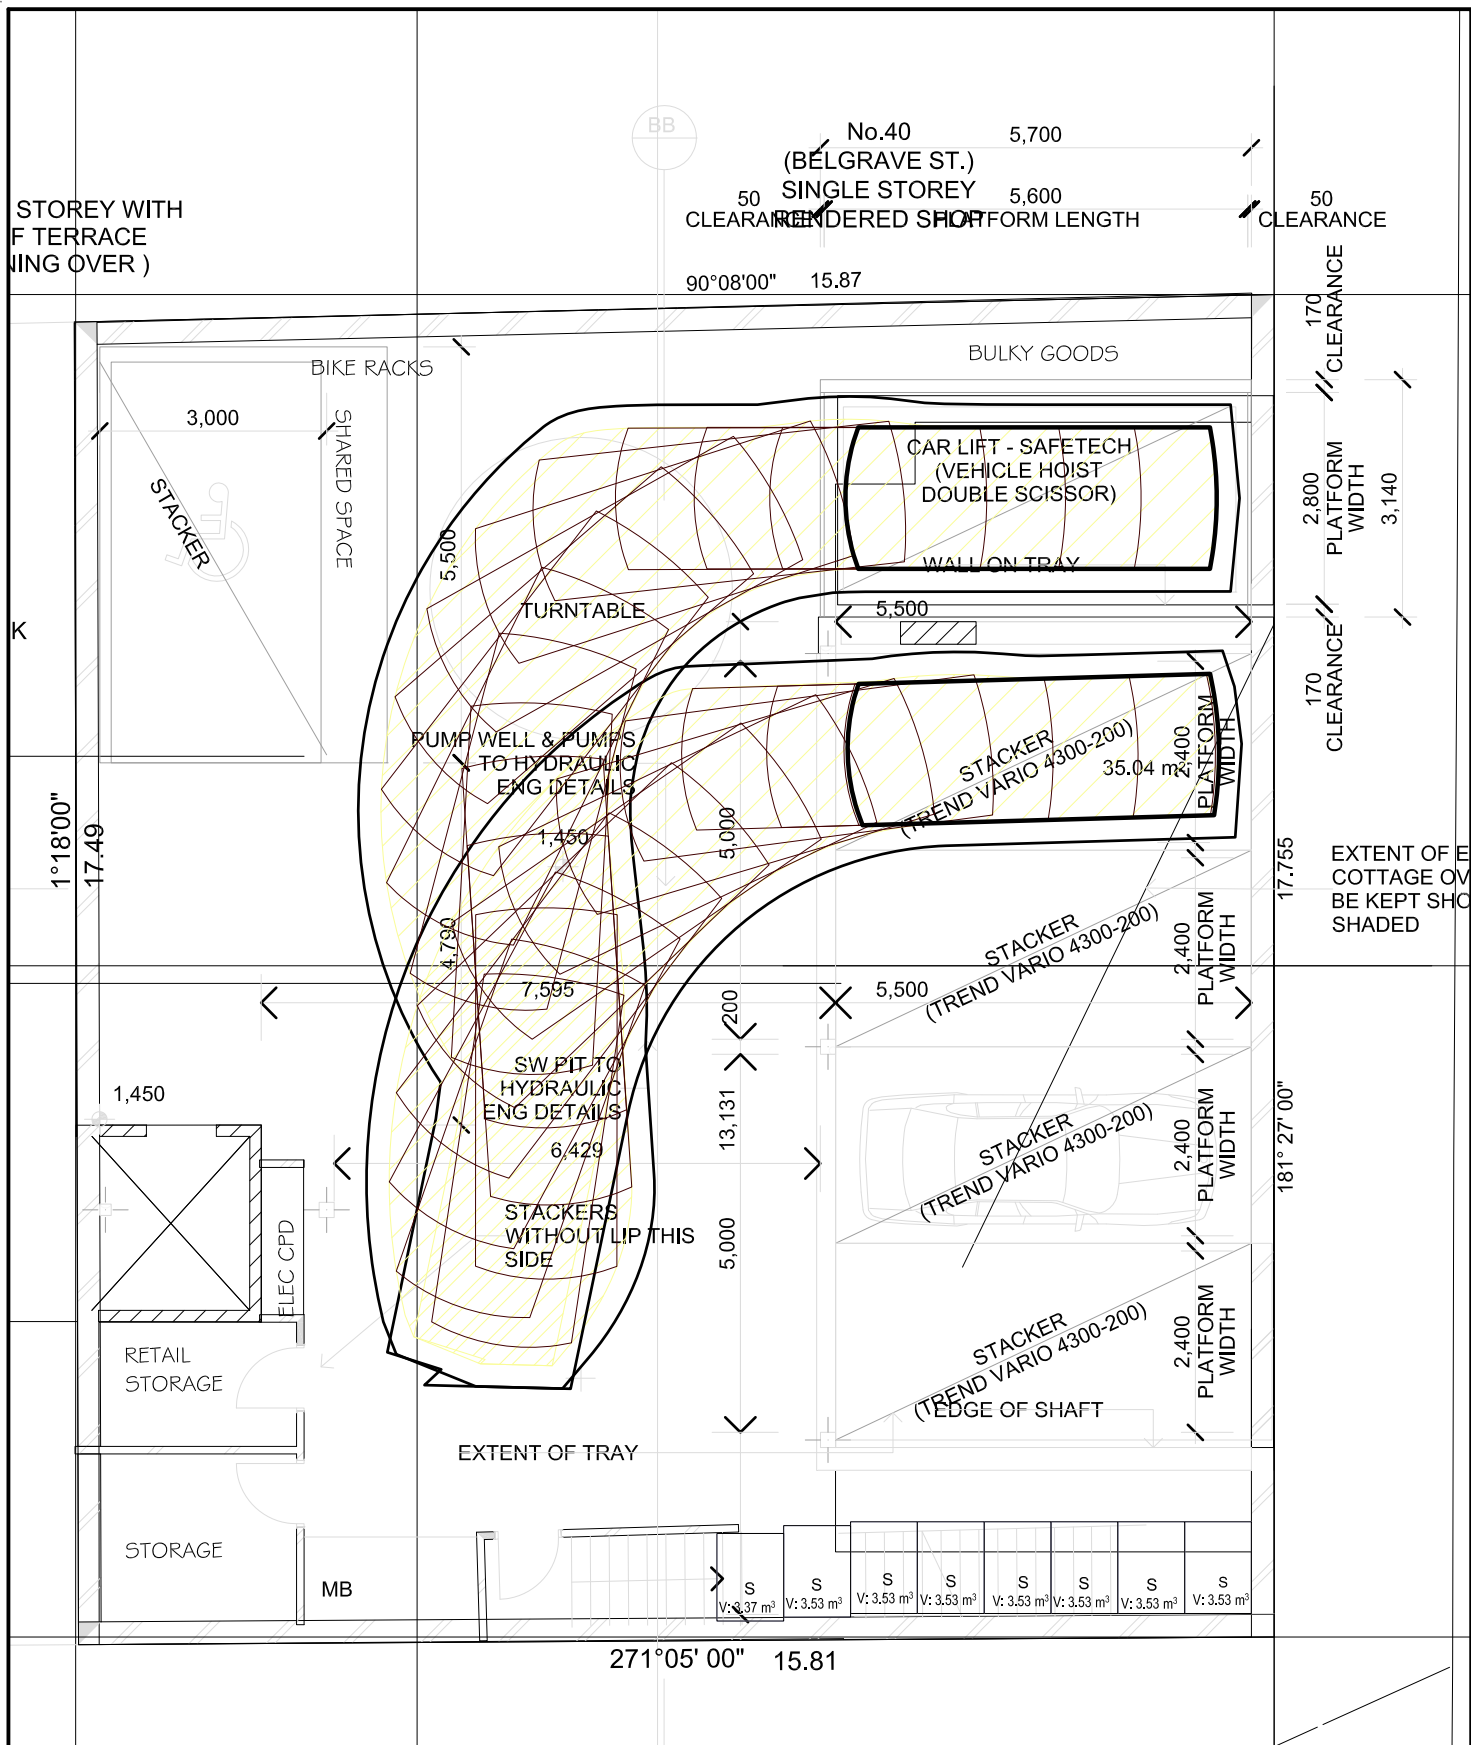 BB
No.40
(BELGRAVE ST.)
SINGLE STOREY
RENDERED SHOP
5,700
50
CLEARANCE
5,600
PLATFORM LENGTH
50
CLEARANCE
STOREY WITH
F TERRACE
NING OVER )
90°08'00" 15.87
170
CLEARANCE
BIKE RACKS
BULKY GOODS
3,000
STACKER
SHARED SPACE
5,500
CAR LIFT - SAFETECH
(VEHICLE HOIST
DOUBLE SCISSOR)
WALL ON TRAY
2,800
PLATFORM
WIDTH
3,140
TURNTABLE
5,500
K
170
CLEARANCE
PUMP WELL & PUMPS
TO HYDRAULIC
ENG DETAILS
1,450
5,000
STACKER
(TREND VARIO 4300-200)
35.04 m²
2,400
PLATFORM
WIDTH
1°18'00"
17.49
17.755
EXTENT OF E
COTTAGE OV
BE KEPT SHO
SHADED
4,790
7,595
200
5,500
STACKER
(TREND VARIO 4300-200)
2,400
PLATFORM
WIDTH
SW PIT TO
HYDRAULIC
ENG DETAILS
6,429
13,131
1,450
STACKER
(TREND VARIO 4300-200)
2,400
PLATFORM
WIDTH
181° 27' 00"
STACKERS
WITHOUT LIP THIS
SIDE
5,000
ELEC CPD
RETAIL
STORAGE
STACKER
(TREND VARIO 4300-200)
2,400
PLATFORM
WIDTH
EDGE OF SHAFT
EXTENT OF TRAY
STORAGE
MB
S
V: 3.37 m³
S
V: 3.53 m³
S
V: 3.53 m³
S
V: 3.53 m³
S
V: 3.53 m³
S
V: 3.53 m³
S
V: 3.53 m³
S
V: 3.53 m³
271°05' 00" 15.81